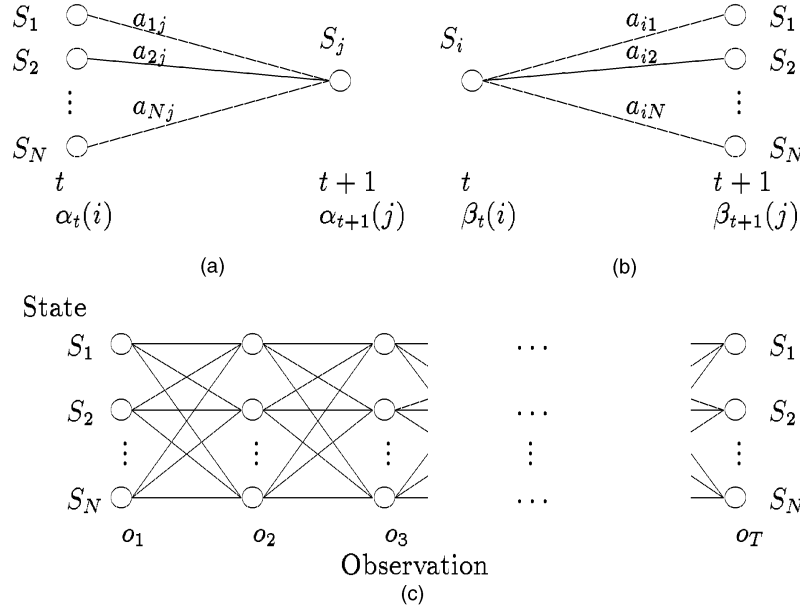 S_1 a_{1j} S_j S_i a_{i1} S_1
S_2 a_{2j} a_{i2} S_2
⋮ ⋮
S_N a_{Nj} a_{iN} S_N
t t + 1 t t + 1
α_t(i) α_{t+1}(j) β_t(i) β_{t+1}(j)
(a) (b)
State
S_1 ... S_1
S_2 ... S_2
⋮ ⋮ ⋮ ⋮ ⋮
S_N ... S_N
o_1 o_2 o_3 o_T
Observation
(c)